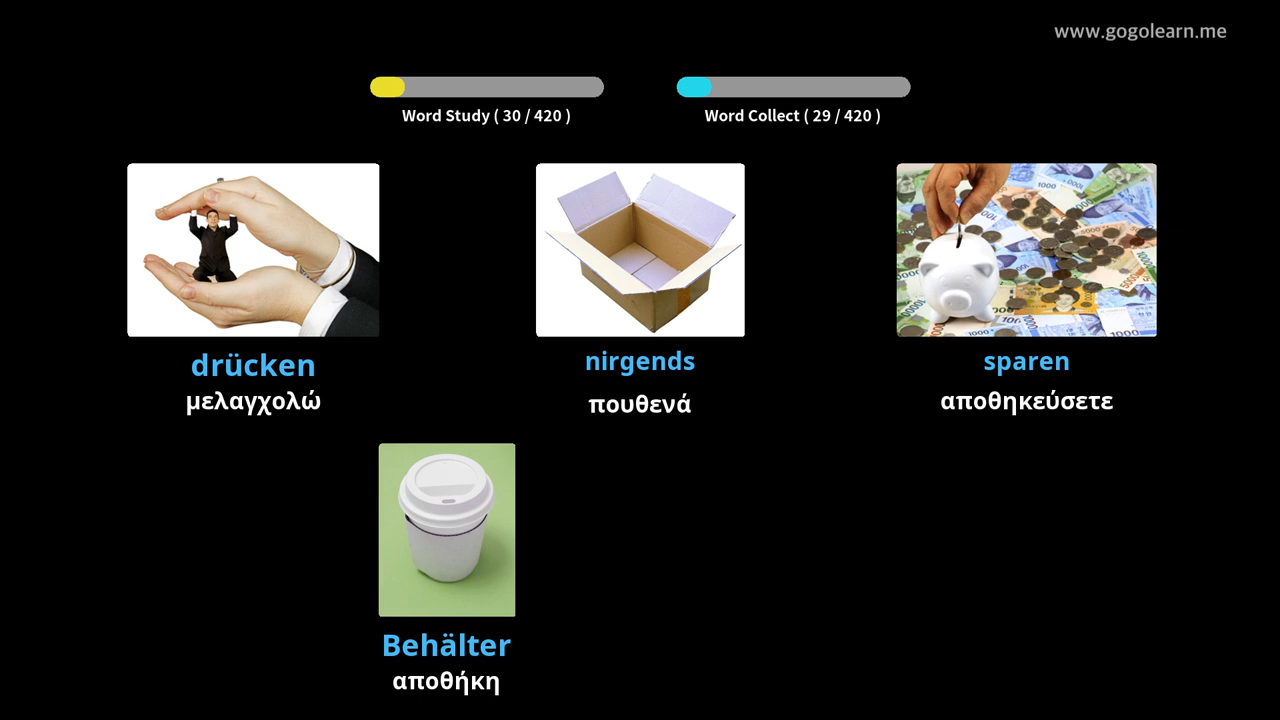 www.gogolearn.me
Word Study ( 30 / 420 )
Word Collect ( 29 / 420 )
drücken
μελαγχολώ
nirgends
πουθενά
sparen
αποθηκεύσετε
Behälter
αποθήκη